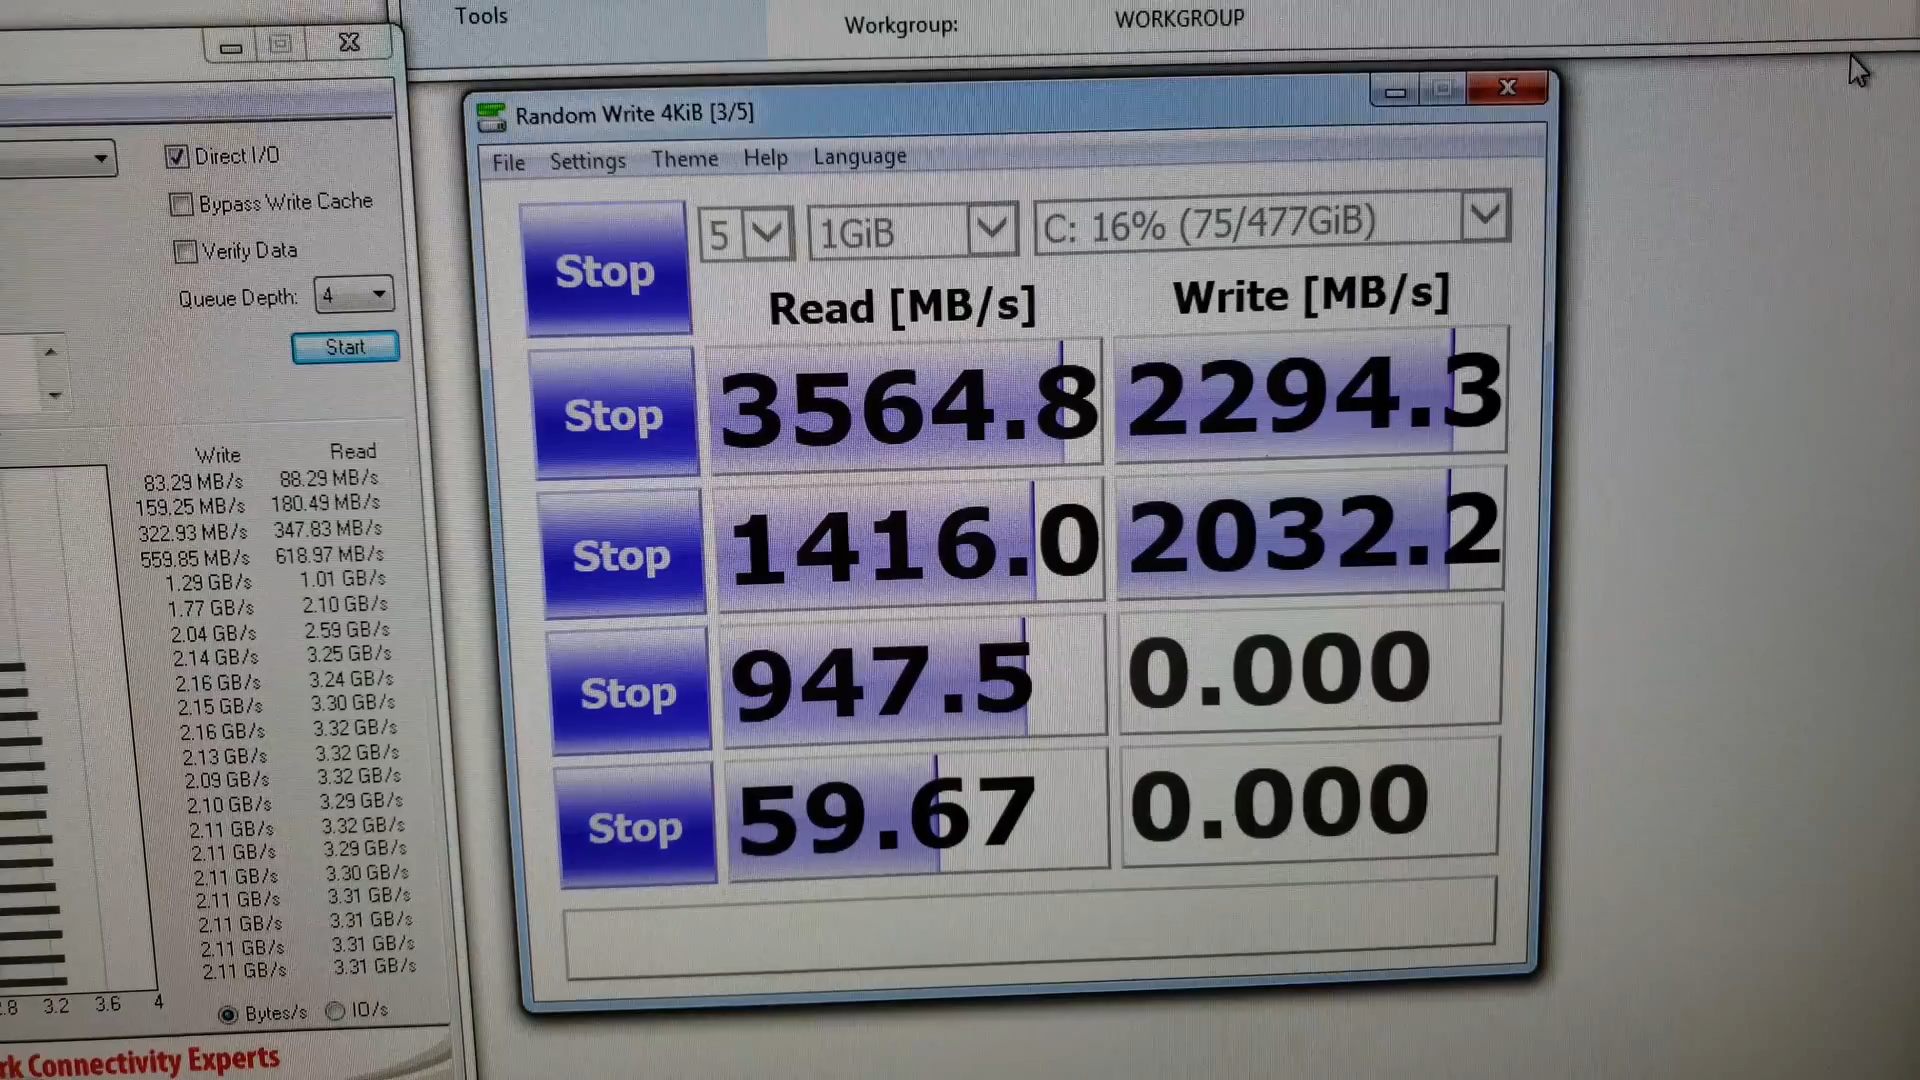 Tools
Workgroup:
WORKGROUP
Direct I/O
Bypass Write Cache
Verify Data
Queue Depth: 4
Start
Write Read
83.29 MB/s 88.29 MB/s
159.25 MB/s 180.49 MB/s
322.93 MB/s 347.83 MB/s
559.85 MB/s 618.97 MB/s
1.29 GB/s 1.01 GB/s
1.77 GB/s 2.10 GB/s
2.04 GB/s 2.59 GB/s
2.14 GB/s 3.25 GB/s
2.16 GB/s 3.24 GB/s
2.15 GB/s 3.30 GB/s
2.16 GB/s 3.32 GB/s
2.13 GB/s 3.32 GB/s
2.09 GB/s 3.32 GB/s
2.10 GB/s 3.29 GB/s
2.11 GB/s 3.32 GB/s
2.11 GB/s 3.29 GB/s
2.11 GB/s 3.30 GB/s
2.11 GB/s 3.31 GB/s
2.11 GB/s 3.31 GB/s
2.11 GB/s 3.31 GB/s
2.11 GB/s 3.31 GB/s
.8 3.2 3.6 4
Bytes/s IO/s
rk Connectivity Experts
Random Write 4KiB [3/5]
File Settings Theme Help Language
Stop 5 1GiB C: 16% (75/477GiB)
Read [MB/s] Write [MB/s]
Stop 3564.8 2294.3
Stop 1416.0 2032.2
Stop 947.5 0.000
Stop 59.67 0.000